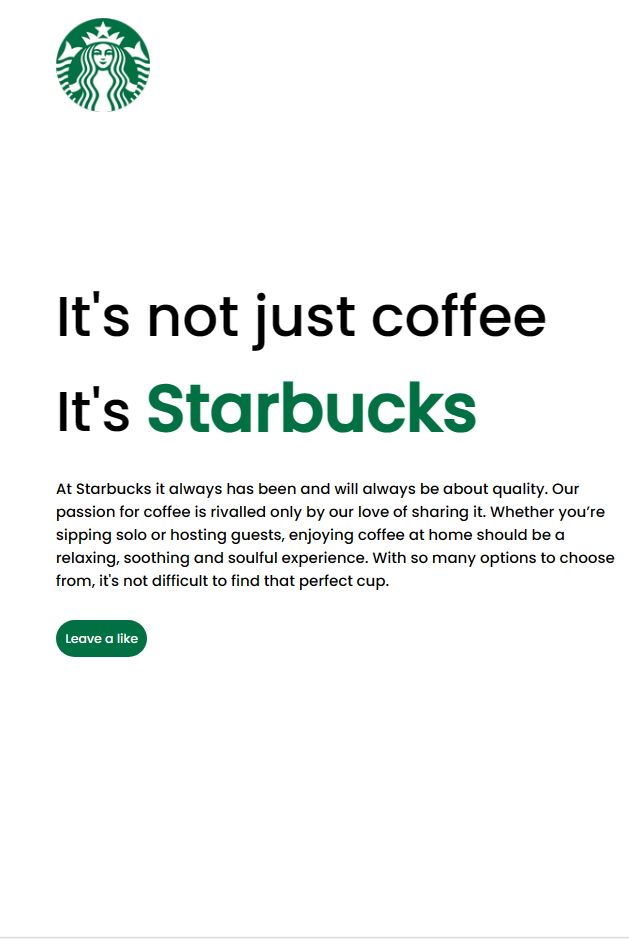 It's not just coffee
It's Starbucks
At Starbucks it always has been and will always be about quality. Our
passion for coffee is rivalled only by our love of sharing it. Whether you’re
sipping solo or hosting guests, enjoying coffee at home should be a
relaxing, soothing and soulful experience. With so many options to choose
from, it's not difficult to find that perfect cup.
Leave a like